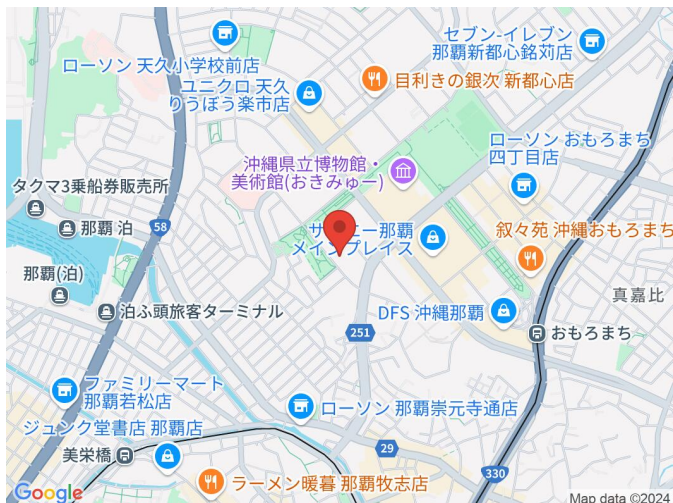 セブン-イレブン
那覇新都心銘苅店
ローソン 天久小学校前店
ユニクロ 天久
りうぼう楽市店
目利きの銀次 新都心店
ローソン おもろまち
四丁目店
沖縄県立博物館・
美術館(おきみゅー)
タクマ3乗船券販売所
那覇 泊
58
サ
ニー那覇
メインプレイス
叙々苑 沖縄おもろまち
那覇(泊)
泊ふ頭旅客ターミナル
真嘉比
DFS 沖縄那覇
251
おもろまち
ファミリーマート
那覇若松店
ローソン 那覇崇元寺通店
ジュンク堂書店 那覇店
29
美栄橋
330
ラーメン暖暮 那覇牧志店
Google
Map data ©2024